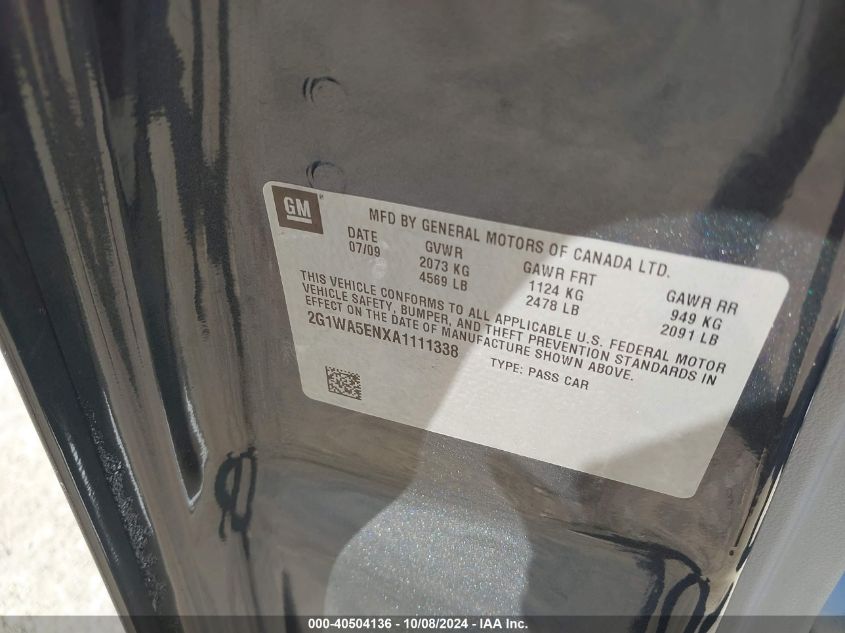 GM
MFD BY GENERAL MOTORS OF CANADA LTD.
DATE GVWR GAWR FRT GAWR RR
07/09 2073 KG 1124 KG 949 KG
4569 LB 2478 LB 2091 LB
THIS VEHICLE CONFORMS TO ALL APPLICABLE U.S. FEDERAL MOTOR
VEHICLE SAFETY, BUMPER, AND THEFT PREVENTION STANDARDS IN
EFFECT ON THE DATE OF MANUFACTURE SHOWN ABOVE.
2G1WA5ENXA1111338 TYPE: PASS CAR
000-40504136 - 10/08/2024 - IAA Inc.